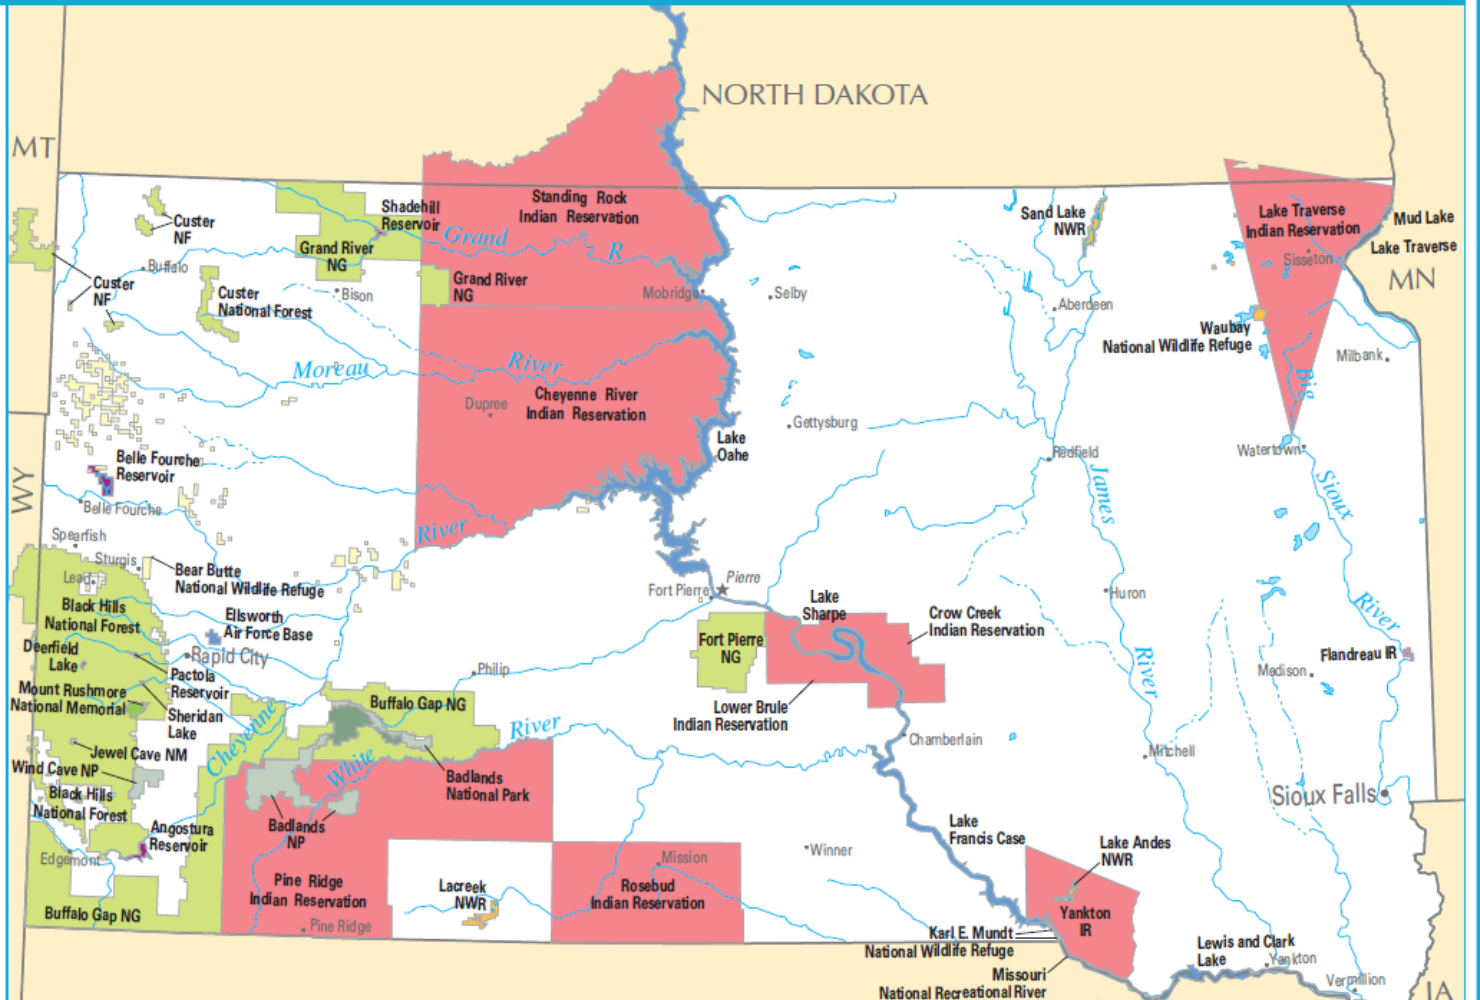 NORTH DAKOTA
MT
Standing Rock
Indian Reservation
Shadehill
Reservoir
Custer
NF
Grand
R
Grand River
NG
Sand Lake
NWR
Lake Traverse
Indian Reservation
Mud Lake
Lake Traverse
Sisseton
MN
Buffalo
Custer
NF
Custer
National Forest
Bison
Grand River
NG
Mobridge
Selby
Aberdeen
Waubay
National Wildlife Refuge
Milbank
Moreau
River
Dupree
Cheyenne River
Indian Reservation
Big
Gettysburg
Lake
Oahe
Redfield
Watertown
WY
Belle Fourche
Reservoir
Belle Fourche
James
Sioux
River
Spearfish
Sturgis
Lead
Bear Butte
National Wildlife Refuge
Black Hills
National Forest
Ellsworth
Air Force Base
Fort Pierre
Pierre
Lake
Sharpe
Crow Creek
Indian Reservation
Huron
River
Deerfield
Lake
Rapid City
Pactola
Reservoir
Fort Pierre
NG
Flandreau IR
Philip
Madison
River
Mount Rushmore
National Memorial
Sheridan
Lake
Buffalo Gap NG
Lower Brule
Indian Reservation
Cheyenne
River
Chamberlain
Jewel Cave NM
Wind Cave NP
White
Mitchell
Badlands
National Park
Black Hills
National Forest
Sioux Falls
Angostura
Reservoir
Badlands
NP
Lake
Francis Case
Lake Andes
NWR
Edgemont
Winner
Mission
Pine Ridge
Indian Reservation
Lacreek
NWR
Rosebud
Indian Reservation
Yankton
IR
Buffalo Gap NG
Pine Ridge
Karl E. Mundt
National Wildlife Refuge
Lewis and Clark
Lake
Yankton
Missouri
National Recreational River
Vermillion
IA